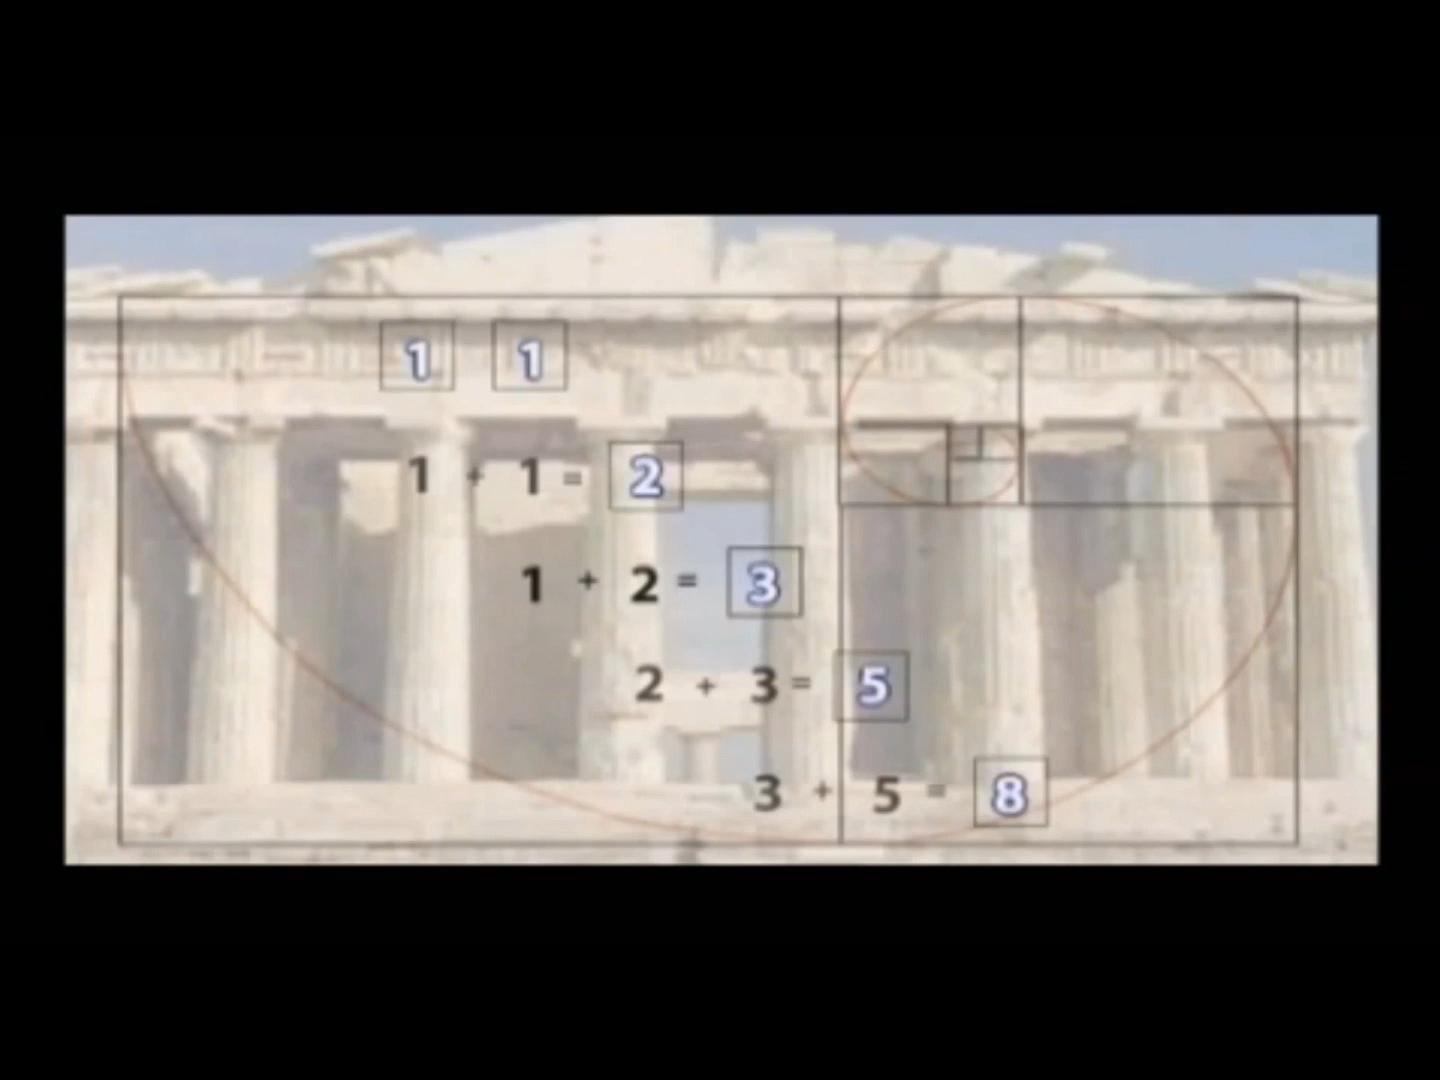 1 1
1 + 1 = 2
1 + 2 = 3
2 + 3 = 5
3 + 5 = 8